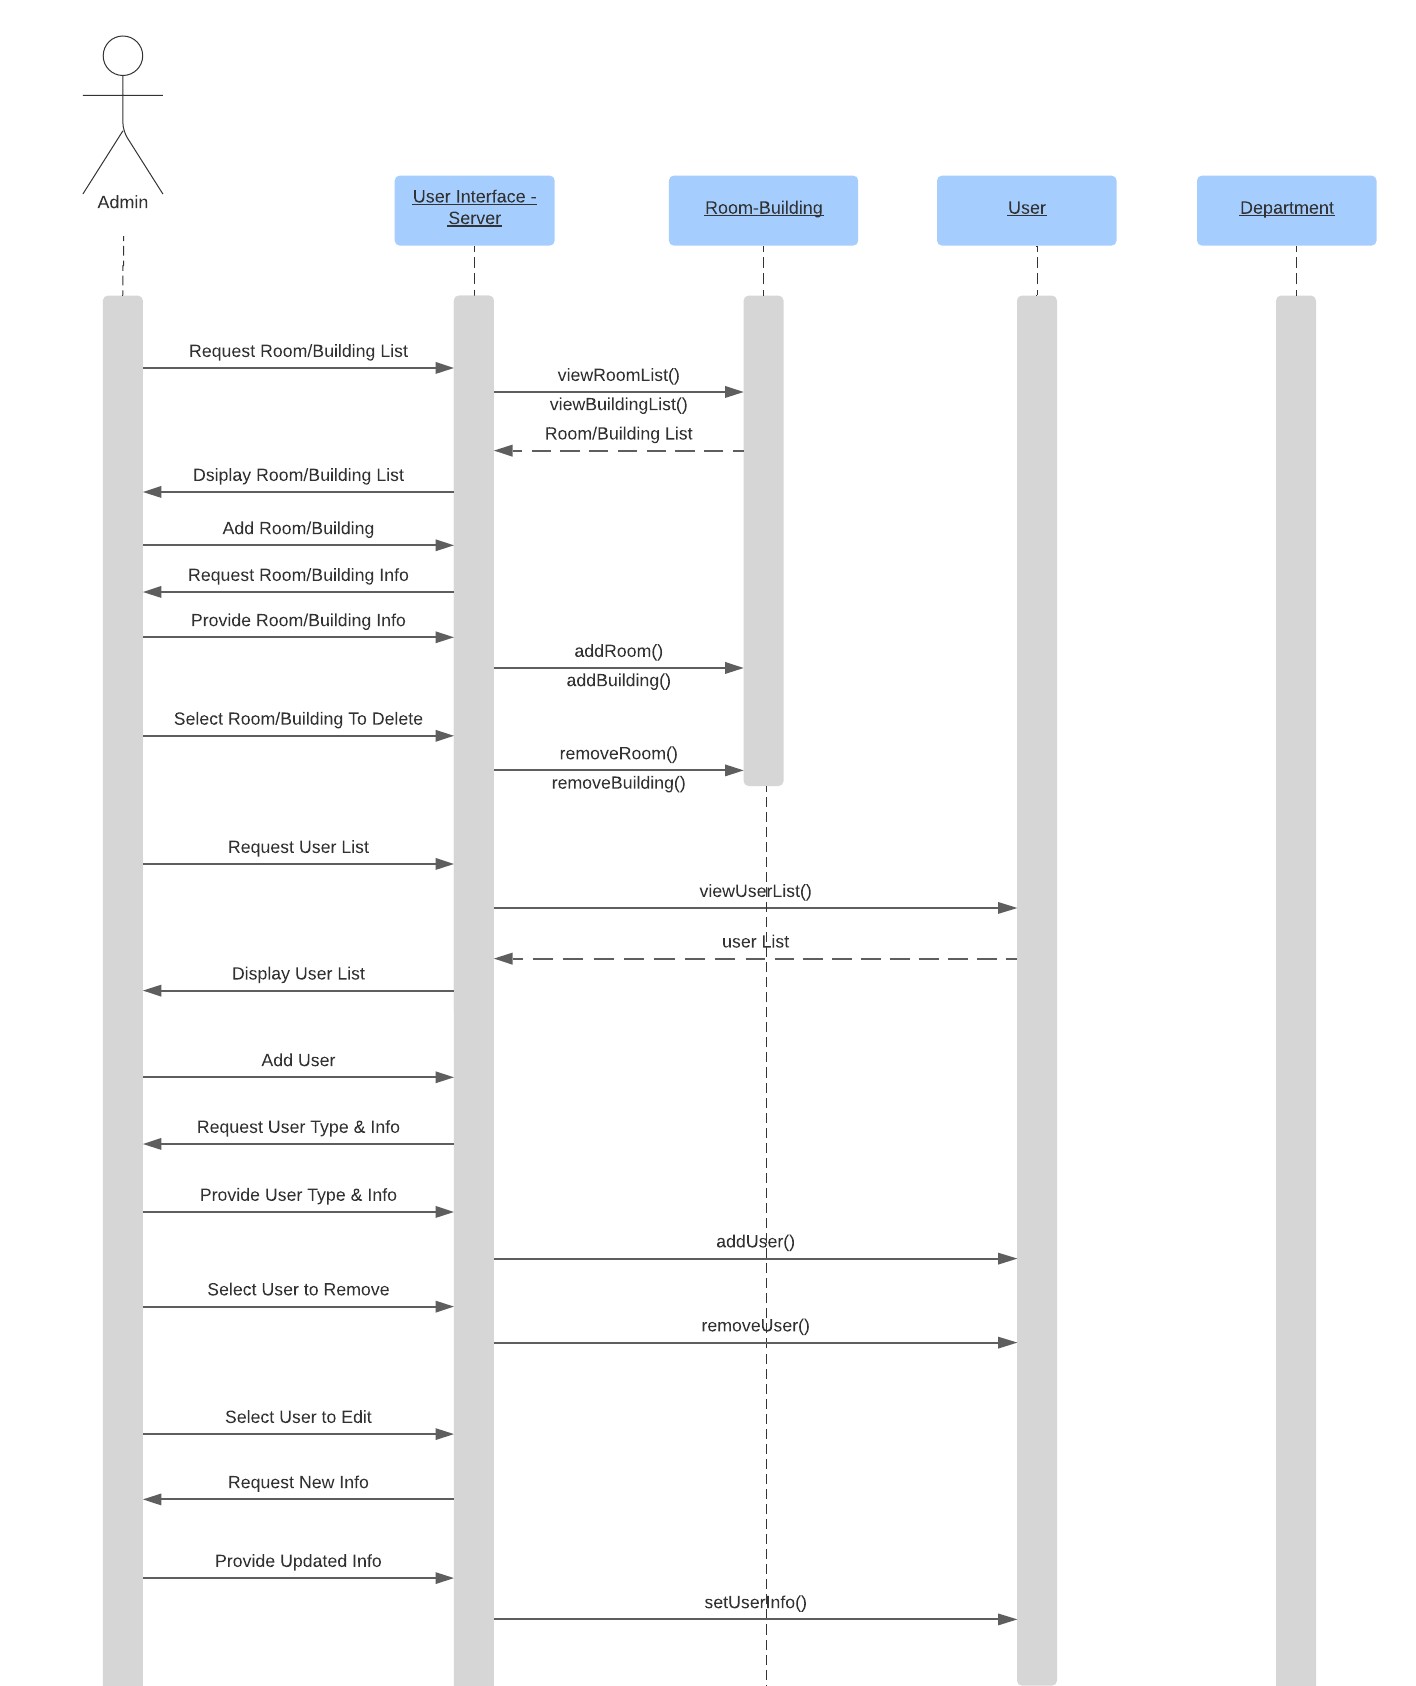 Admin
User Interface -
Server
Room-Building
User
Department
Request Room/Building List
viewRoomList()
viewBuildingList()
Room/Building List
Dsiplay Room/Building List
Add Room/Building
Request Room/Building Info
Provide Room/Building Info
addRoom()
addBuilding()
Select Room/Building To Delete
removeRoom()
removeBuilding()
Request User List
viewUserList()
user List
Display User List
Add User
Request User Type & Info
Provide User Type & Info
addUser()
Select User to Remove
removeUser()
Select User to Edit
Request New Info
Provide Updated Info
setUserInfo()